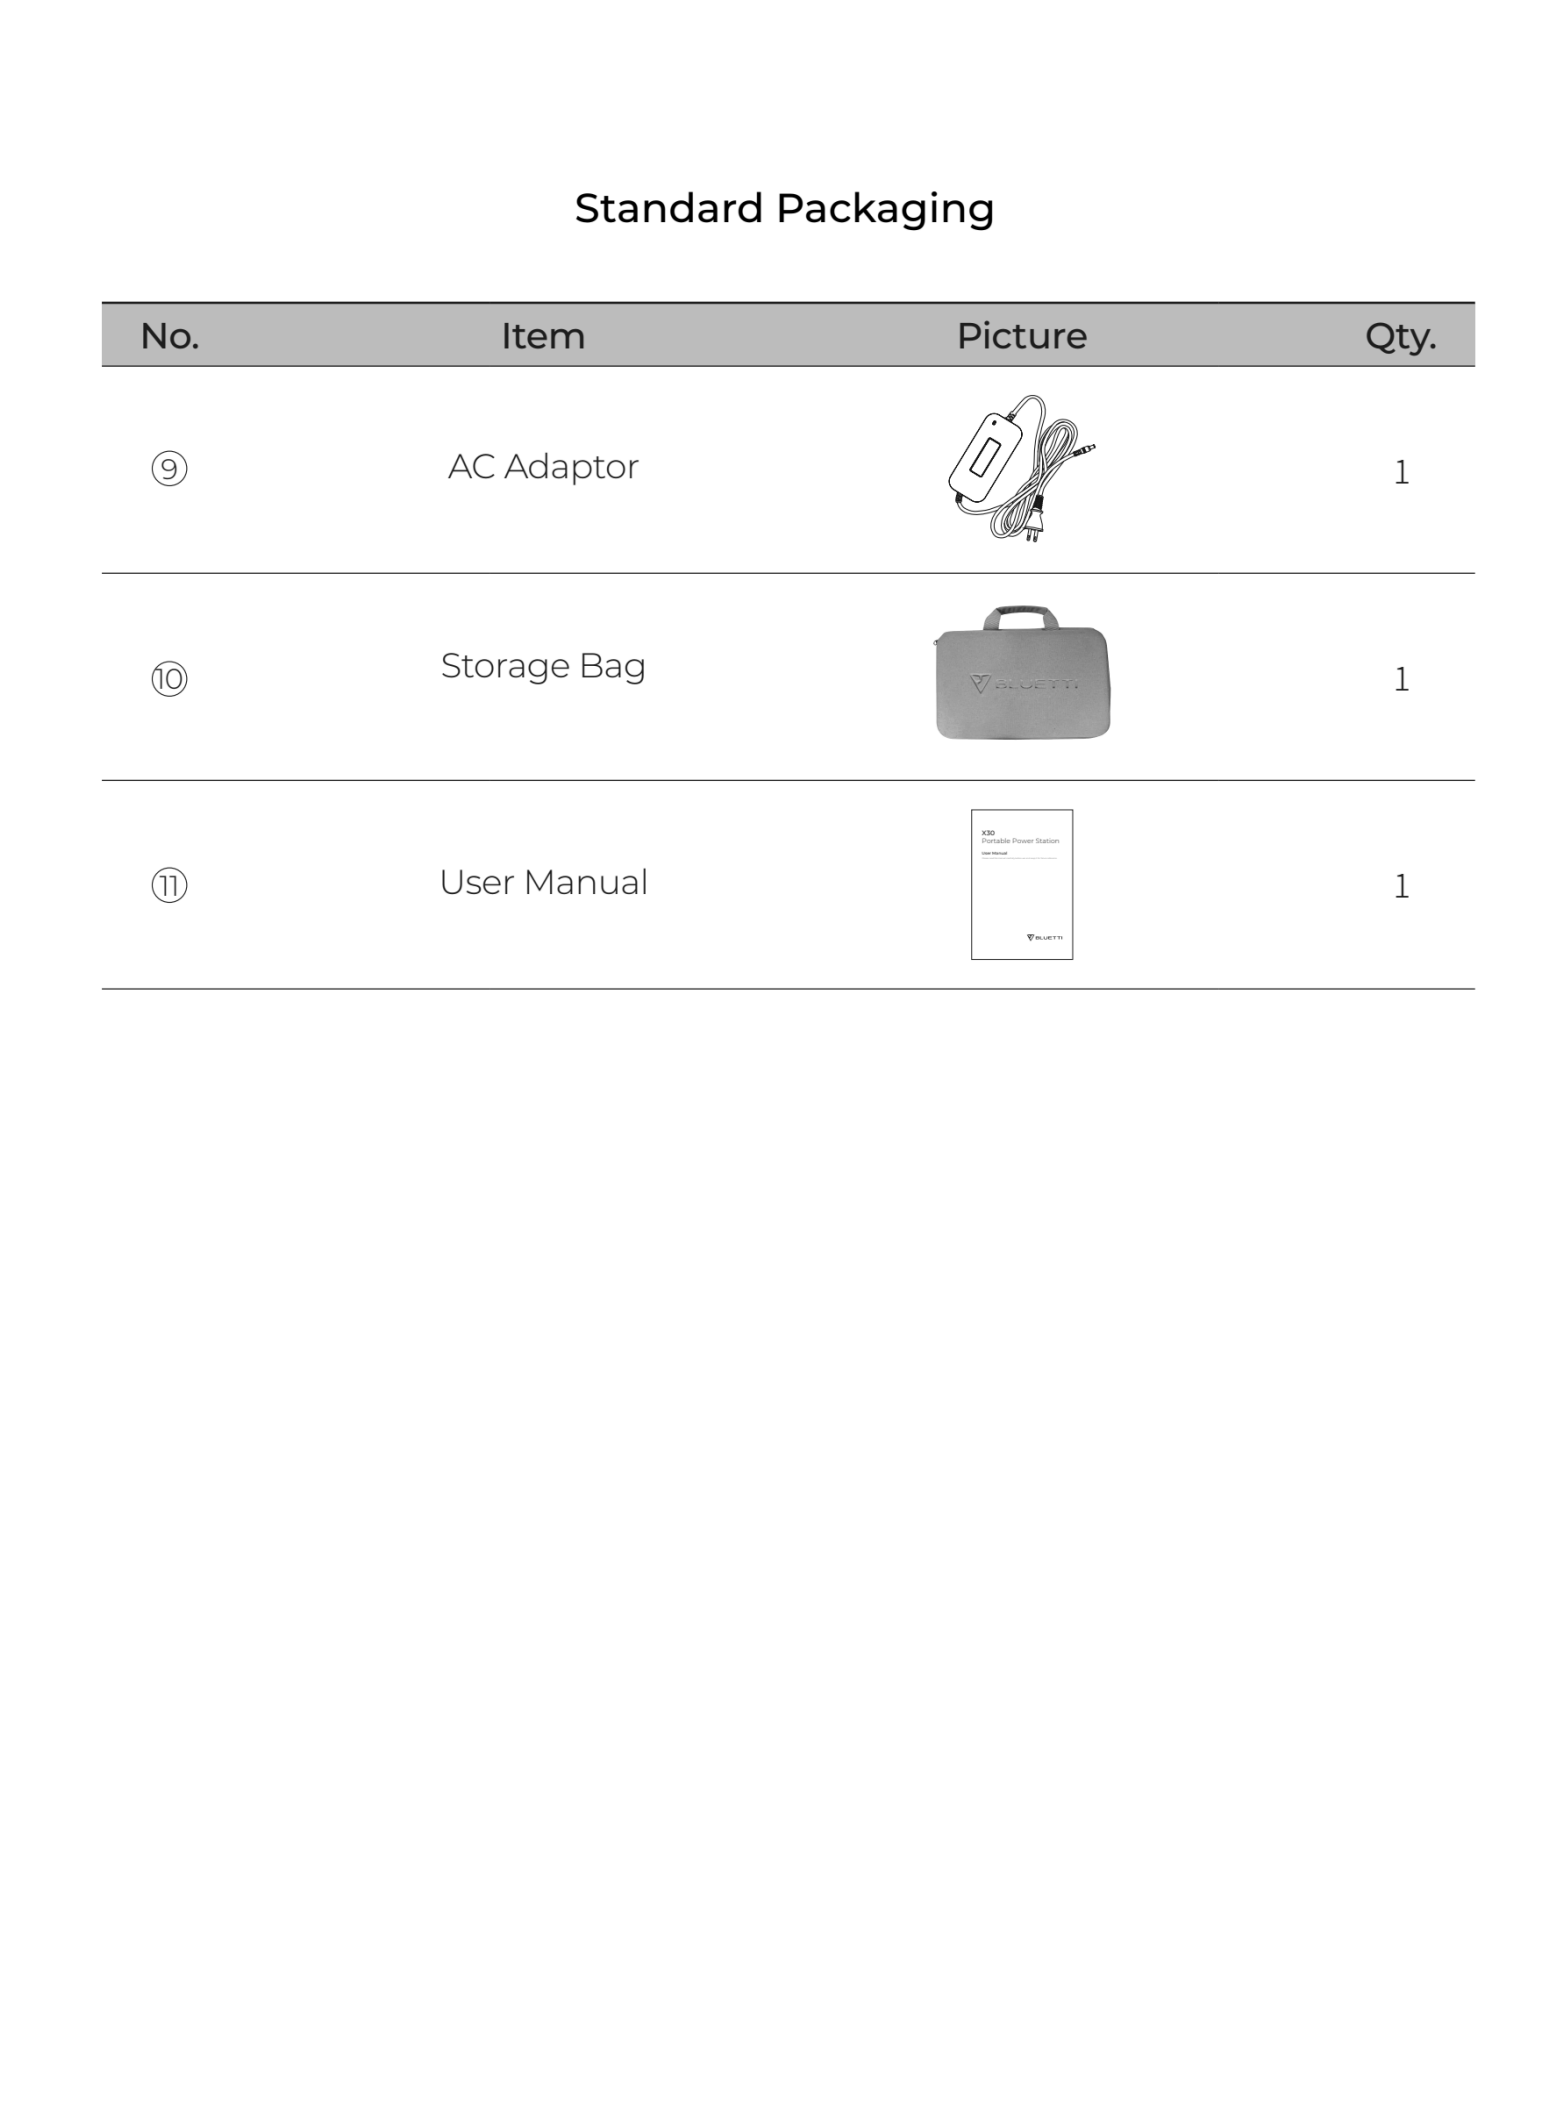 Standard Packaging
No. Item Picture Qty.
⑨ AC Adaptor 1
⑩ Storage Bag 1
BLUETTI
⑪ User Manual 1
X30
Portable Power Station
User Manual
BLUETTI